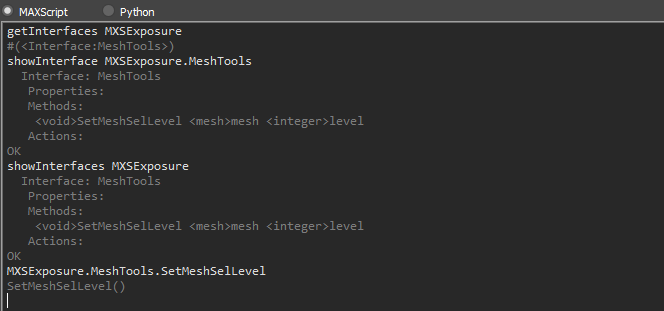 MAXScript Python
getInterfaces MXSExposure
#(<Interface:MeshTools>)
showInterface MXSExposure.MeshTools
Interface: MeshTools
Properties:
Methods:
<void>SetMeshSelLevel <mesh>mesh <integer>level
Actions:
OK
showInterfaces MXSExposure
Interface: MeshTools
Properties:
Methods:
<void>SetMeshSelLevel <mesh>mesh <integer>level
Actions:
OK
MXSExposure.MeshTools.SetMeshSelLevel
SetMeshSelLevel()